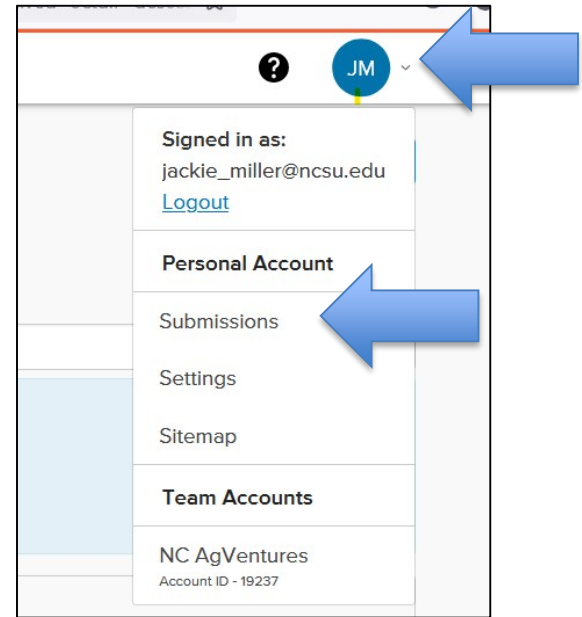 ?
JM
Signed in as:
jackie_miller@ncsu.edu
Logout
Personal Account
Submissions
Settings
Sitemap
Team Accounts
NC AgVentures
Account ID - 19237